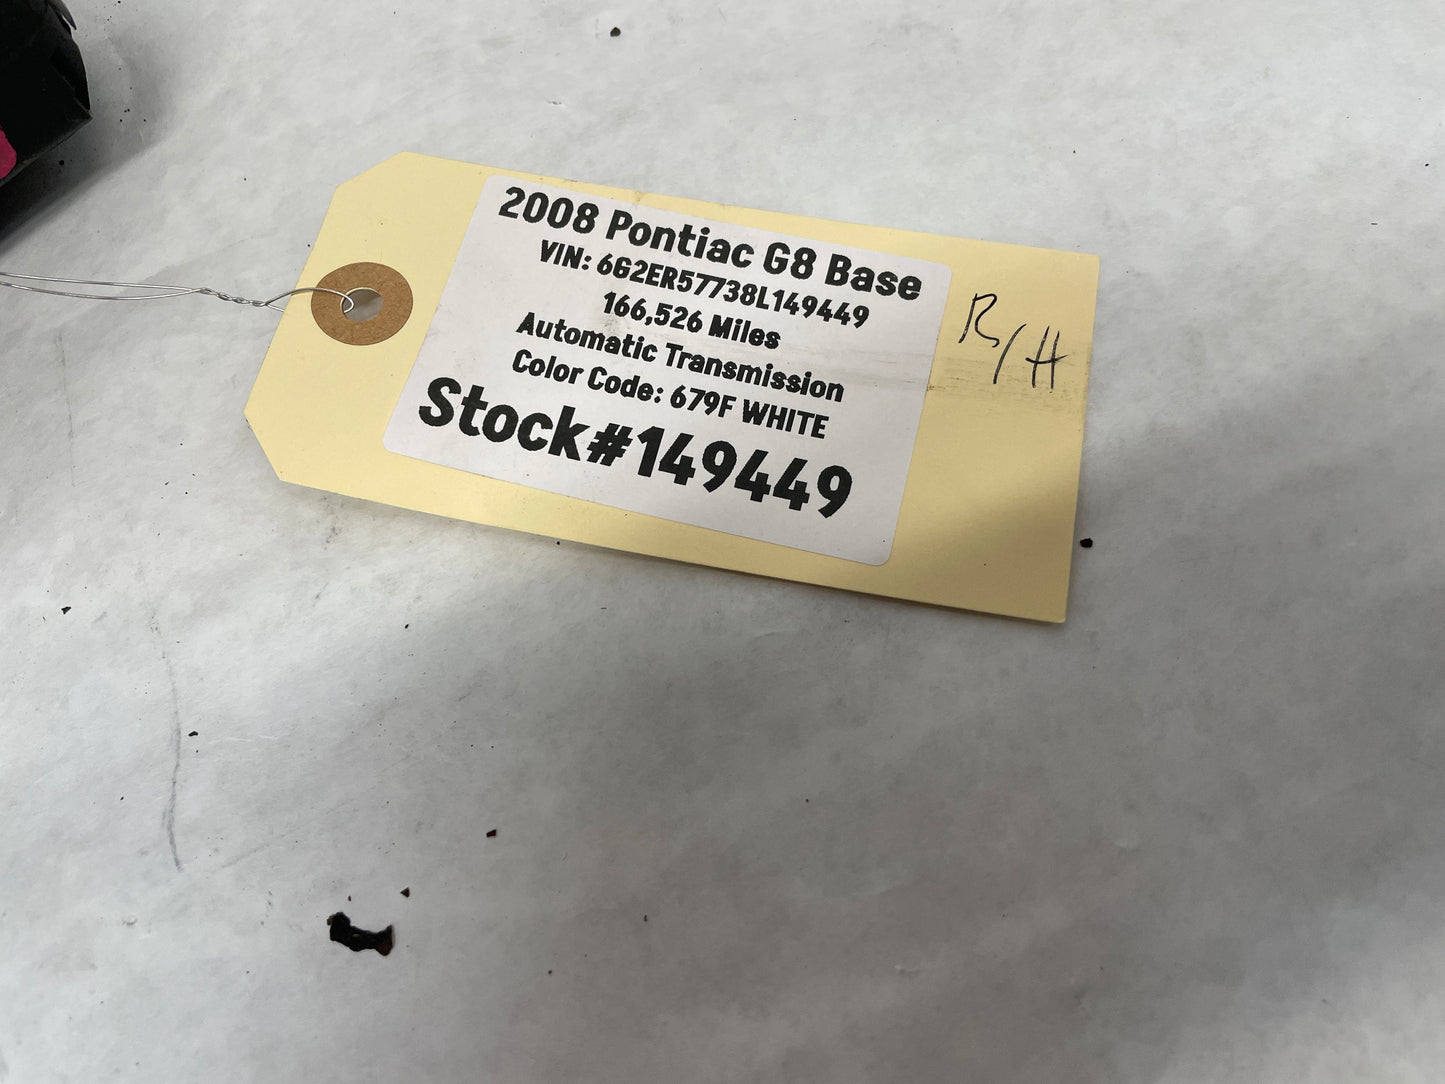 2008 Pontiac G8 Base
VIN: 6G2ER57738L149449
166,526 Miles
Automatic Transmission
Color Code: 679F WHITE
Stock#149449
R/H